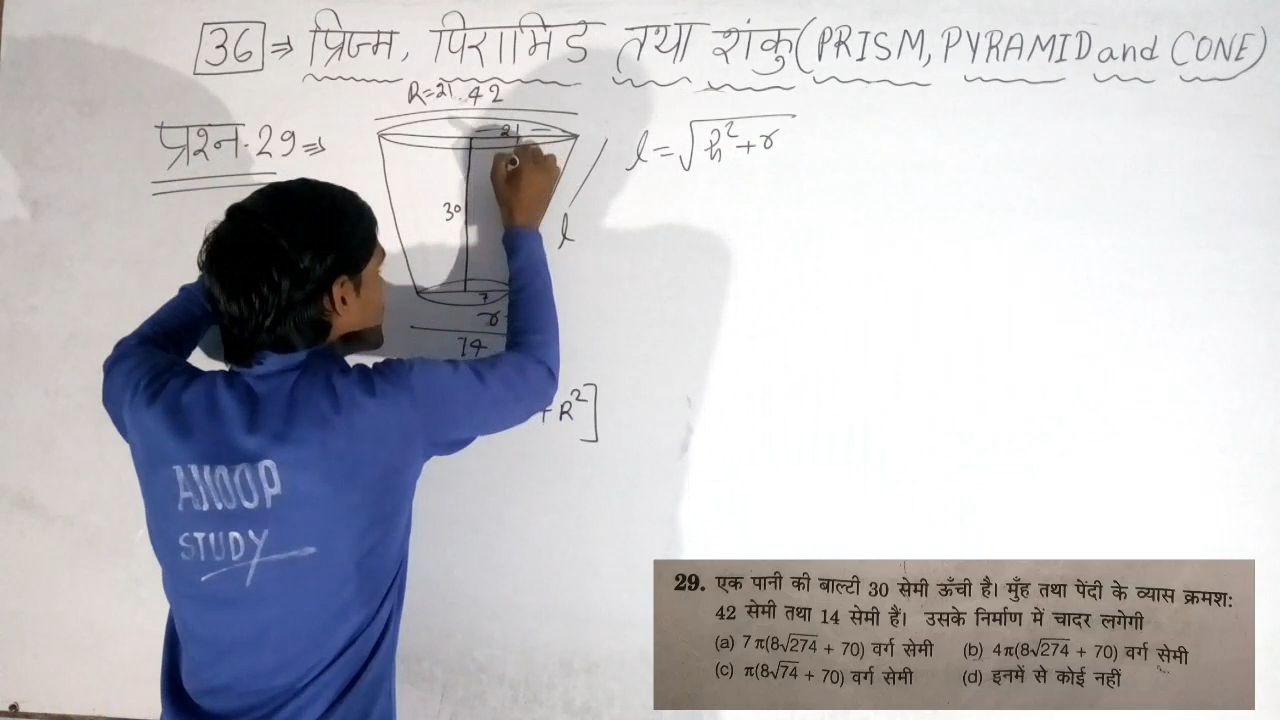 36 ⇒ प्रिज्म, पिरामिड तथा शंकु (PRISM, PYRAMID and CONE)
R=21 42
प्रश्न.29⇒
21
l = √h²+r
30
l
7
r
14
+ R²]
ANOOP
STUDY
29. एक पानी की बाल्टी 30 सेमी ऊँची है। मुँह तथा पेंदी के व्यास क्रमश:
42 सेमी तथा 14 सेमी हैं। उसके निर्माण में चादर लगेगी
(a) 7π(8√274 + 70) वर्ग सेमी (b) 4π(8√274 + 70) वर्ग सेमी
(c) π(8√74 + 70) वर्ग सेमी (d) इनमें से कोई नहीं